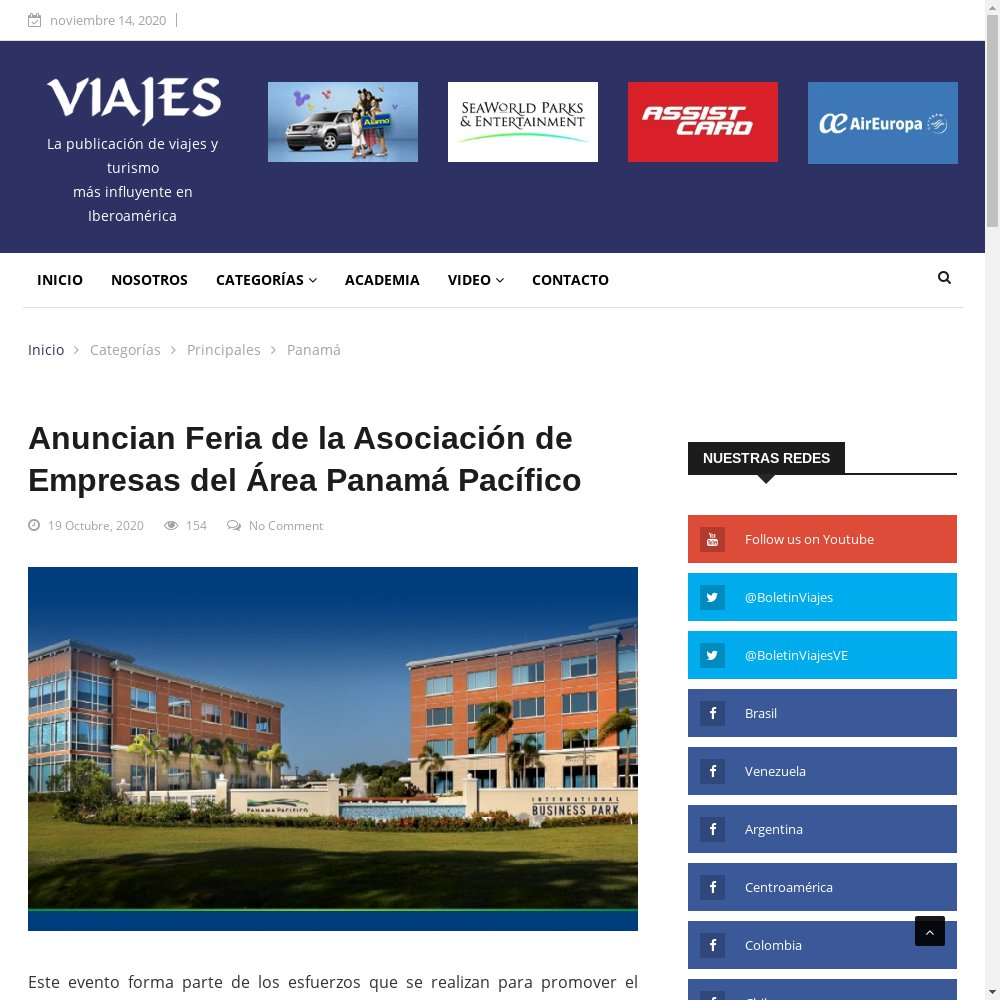 noviembre 14, 2020
VIAJES
La publicación de viajes y
turismo
más influyente en
Iberoamérica
Alamo
SEAWORLD PARKS
& ENTERTAINMENT
ASSIST
CARD
AirEuropa
INICIO NOSOTROS CATEGORÍAS ACADEMIA VIDEO CONTACTO
Inicio Categorías Principales Panamá
Anuncian Feria de la Asociación de
Empresas del Área Panamá Pacífico
19 Octubre, 2020 154 No Comment
PANAMA PACIFICO
INTERNATIONAL
BUSINESS PARK
Este evento forma parte de los esfuerzos que se realizan para promover el
NUESTRAS REDES
Follow us on Youtube
@BoletinViajes
@BoletinViajesVE
Brasil
Venezuela
Argentina
Centroamérica
Colombia